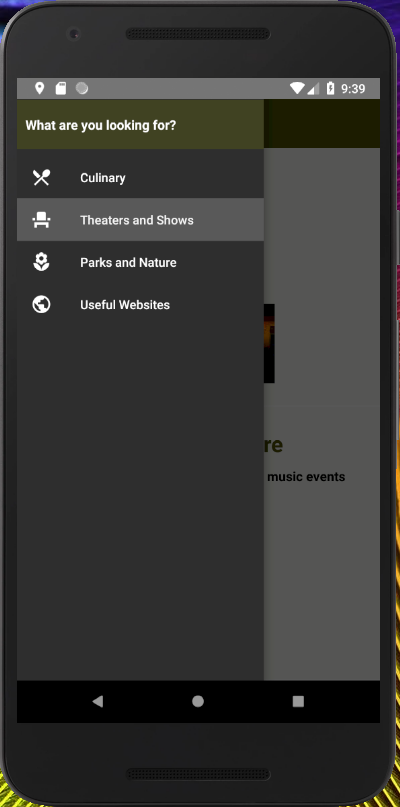 9:39
What are you looking for?
Culinary
Theaters and Shows
Parks and Nature
Useful Websites
re
music events